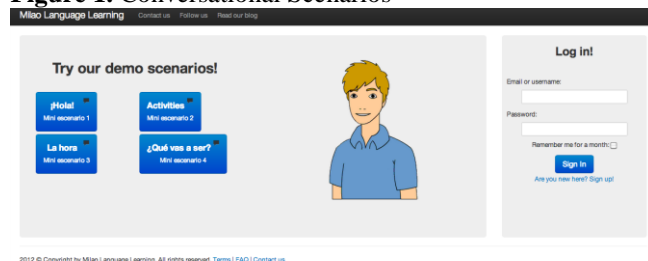 Figure 1. Conversational Scenarios
Milao Language Learning Contact us Follow us Read our blog
Try our demo scenarios!
¡Hola!
Mini escenario 1
Activities
Mini escenario 2
La hora
Mini escenario 3
¿Qué vas a ser?
Mini escenario 4
Log in!
Email or username:
Password:
Remember me for a month:
Sign In
Are you new here? Sign up!
2012 © Copyright by Milao Language Learning. All rights reserved. Terms | FAQ | Contact us